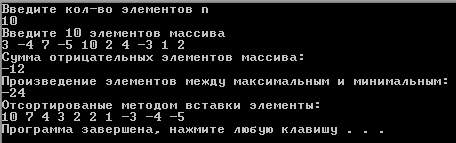 Введите кол-во элементов n
10
Введите 10 элементов массива
3 -4 7 -5 10 2 4 -3 1 2
Сумма отрицательных элементов массива:
-12
Произведение элементов между максимальным и минимальным:
-24
Отсортированые методом вставки элементы:
10 7 4 3 2 2 1 -3 -4 -5
Программа завершена, нажмите любую клавишу . . .